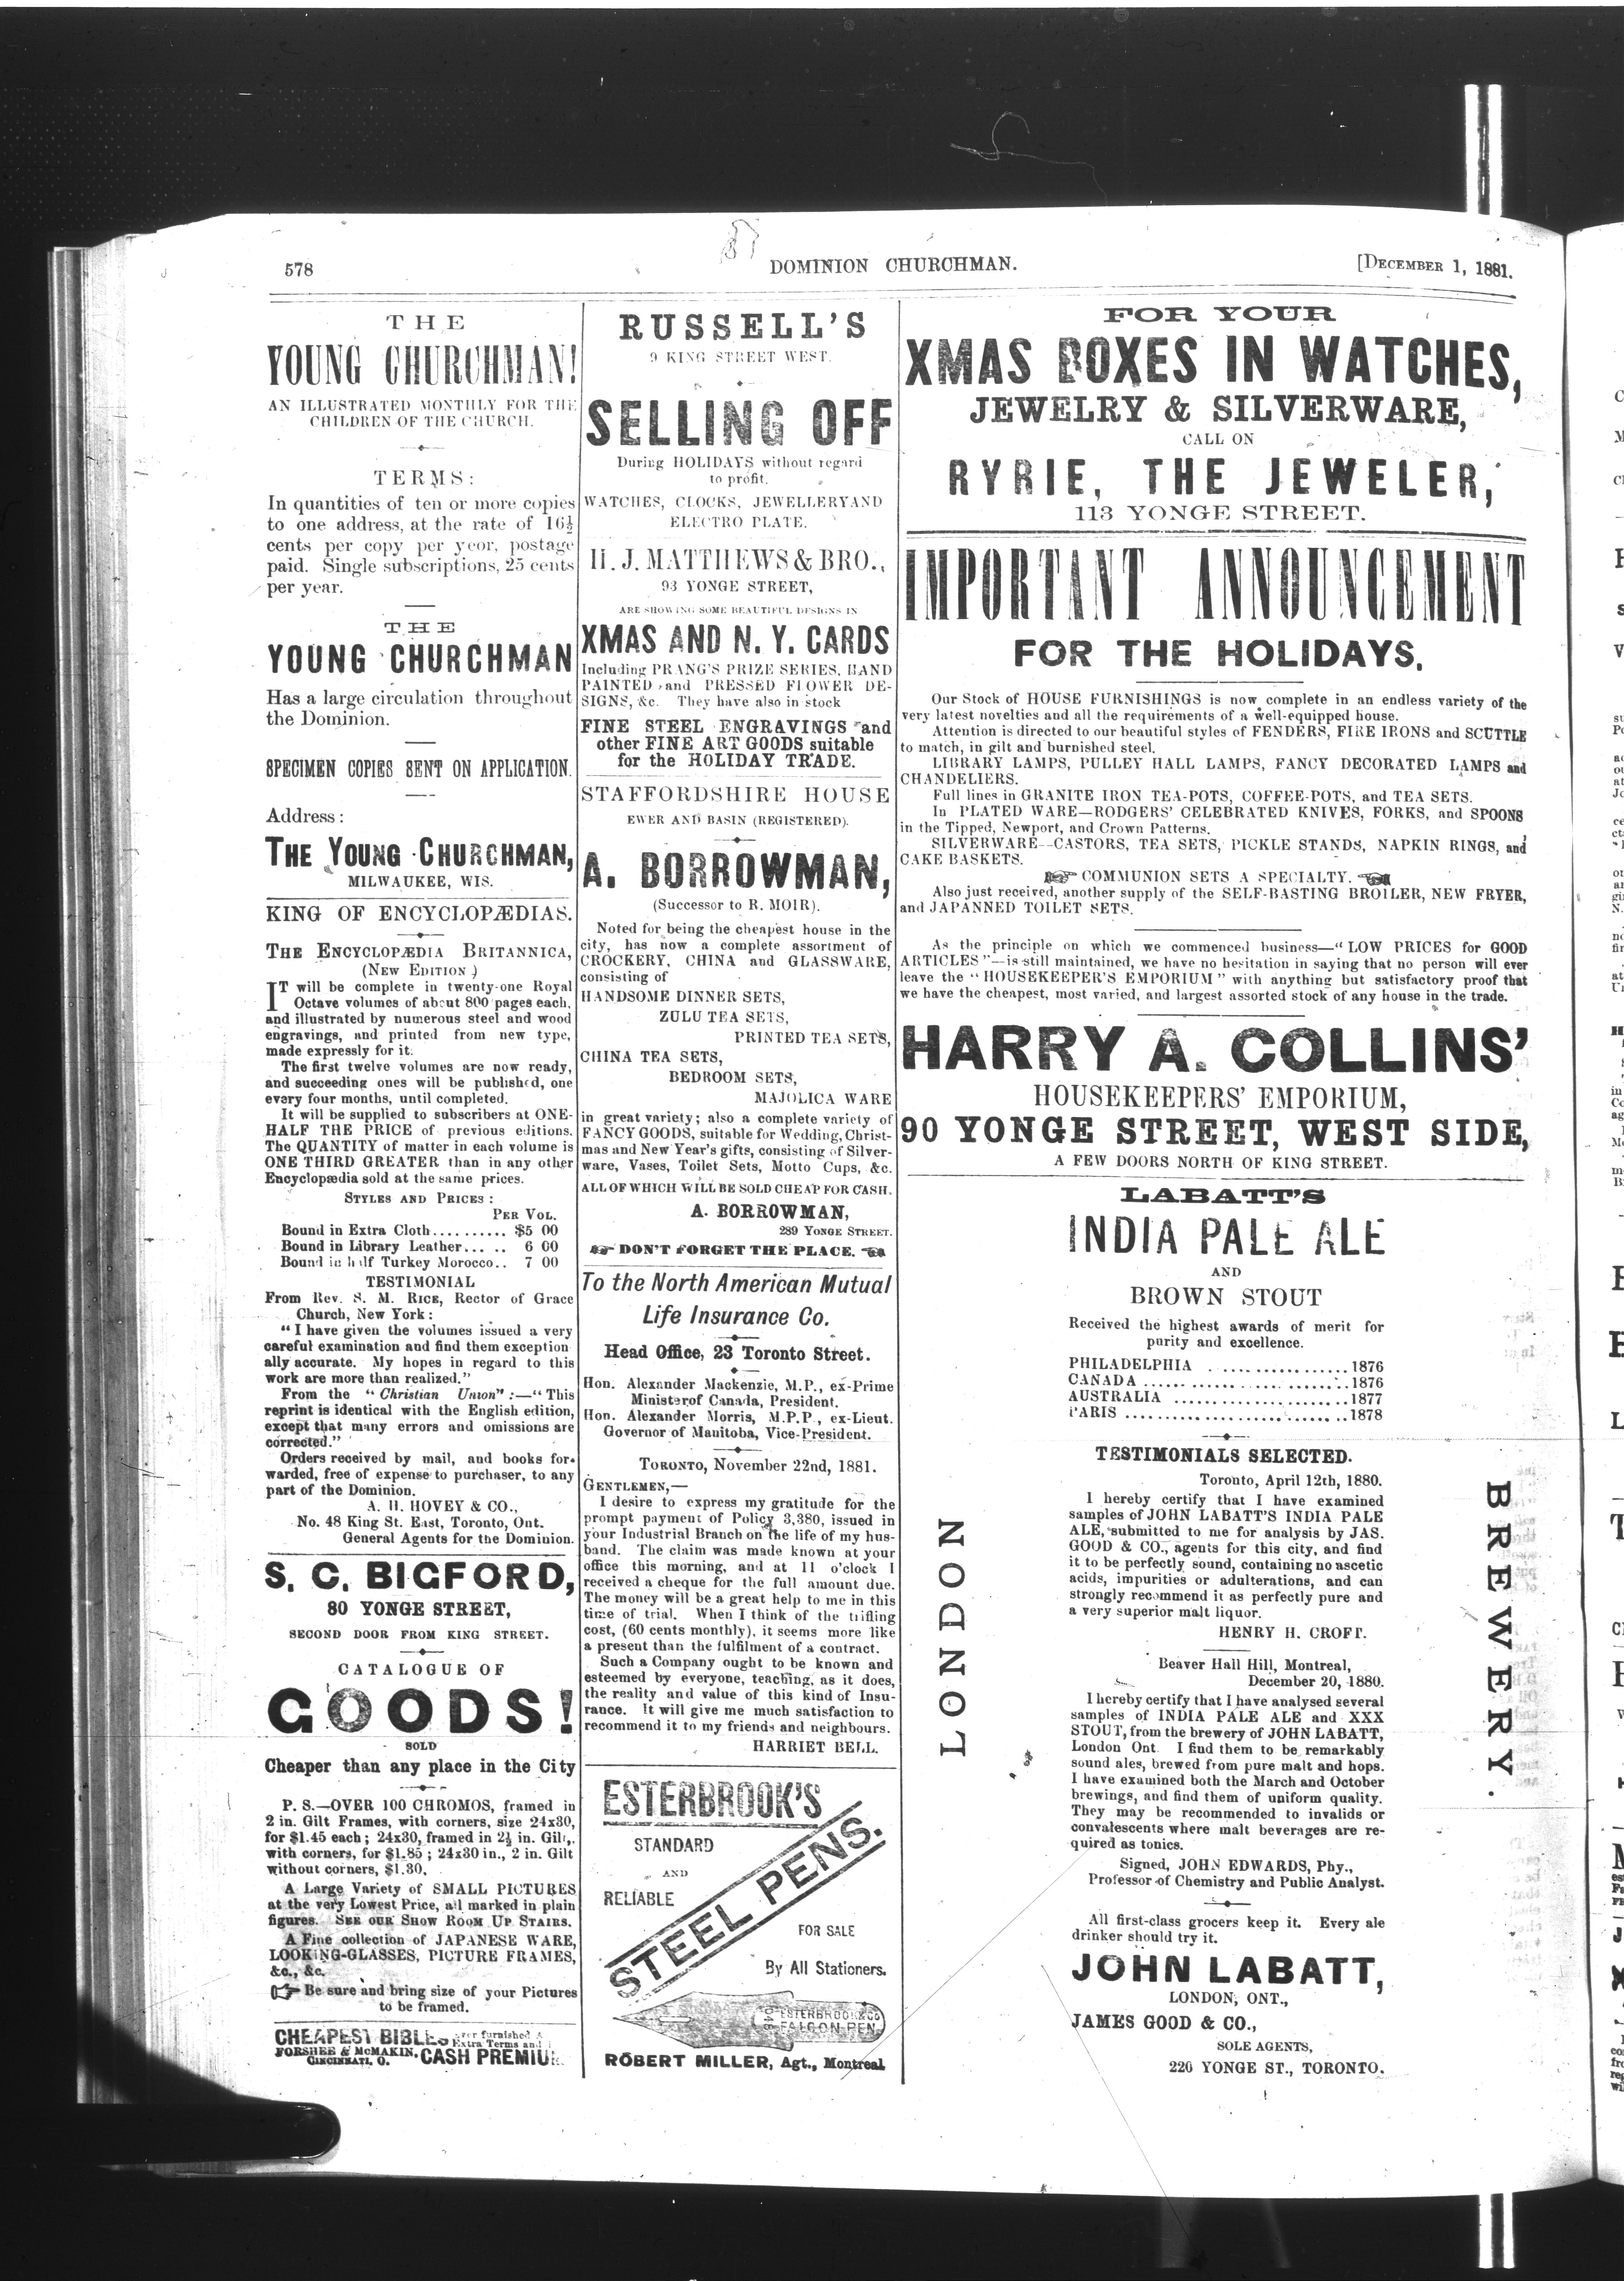 578
DOMINION CHURCHMAN.
[DECEMBER 1, 1881.
THE
YOUNG CHURCHMAN!
AN ILLUSTRATED MONTHLY FOR THE
CHILDREN OF THE CHURCH.
TERMS:
In quantities of ten or more copies
to one address, at the rate of 16½
cents per copy per yeor, postage
paid. Single subscriptions, 25 cents
per year.
THE
YOUNG CHURCHMAN
Has a large circulation throughout
the Dominion.
SPECIMEN COPIES SENT ON APPLICATION.
Address:
THE YOUNG CHURCHMAN,
MILWAUKEE, WIS.
KING OF ENCYCLOPÆDIAS.
THE ENCYCLOPÆDIA BRITANNICA,
(NEW EDITION.)
IT will be complete in twenty-one Royal
Octave volumes of about 800 pages each,
and illustrated by numerous steel and wood
engravings, and printed from new type,
made expressly for it.
The first twelve volumes are now ready,
and succeeding ones will be published, one
every four months, until completed.
It will be supplied to subscribers at ONE-
HALF THE PRICE of previous editions.
The QUANTITY of matter in each volume is
ONE THIRD GREATER than in any other
Encyclopædia sold at the same prices.
STYLES AND PRICES:
PER VOL.
Bound in Extra Cloth.......... $5 00
Bound in Library Leather... .. 6 00
Bound in half Turkey Morocco.. 7 00
TESTIMONIAL
From Rev. S. M. RICE, Rector of Grace
Church, New York:
"I have given the volumes issued a very
careful examination and find them exception
ally accurate. My hopes in regard to this
work are more than realized."
From the "Christian Union":—"This
reprint is identical with the English edition,
except that many errors and omissions are
corrected."
Orders received by mail, and books for-
warded, free of expense to purchaser, to any
part of the Dominion.
A. H. HOVEY & CO.,
No. 48 King St. East, Toronto, Ont.
General Agents for the Dominion.
S. C. BIGFORD,
80 YONGE STREET,
SECOND DOOR FROM KING STREET.
CATALOGUE OF
GOODS!
SOLD
Cheaper than any place in the City
P. S.—OVER 100 CHROMOS, framed in
2 in. Gilt Frames, with corners, size 24x30,
for $1.45 each; 24x30, framed in 2½ in. Gilt,
with corners, for $1.85; 24x30 in., 2 in. Gilt
without corners, $1.30.
A Large Variety of SMALL PICTURES
at the very Lowest Price, all marked in plain
figures. SEE OUR SHOW ROOM UP STAIRS.
A Fine collection of JAPANESE WARE,
LOOKING-GLASSES, PICTURE FRAMES,
&c., &c.
☞ Be sure and bring size of your Pictures
to be framed.
CHEAPEST BIBLES furnished
Extra Terms and
FORSHEE & McMAKIN,
CINCINNATI, O. CASH PREMIU
RUSSELL'S
9 KING STREET WEST.
SELLING OFF
During HOLIDAYS without regard
to profit.
WATCHES, CLOCKS, JEWELLERY AND
ELECTRO PLATE.
H. J. MATTHEWS & BRO.,
93 YONGE STREET,
ARE SHOWING SOME BEAUTIFUL DESIGNS IN
XMAS AND N. Y. CARDS
Including PRANG'S PRIZE SERIES, HAND
PAINTED and PRESSED FLOWER DE-
SIGNS, &c. They have also in stock
FINE STEEL ENGRAVINGS and
other FINE ART GOODS suitable
for the HOLIDAY TRADE.
STAFFORDSHIRE HOUSE
EWER AND BASIN (REGISTERED).
A. BORROWMAN,
(Successor to R. MOIR).
Noted for being the cheapest house in the
city, has now a complete assortment of
CROCKERY, CHINA and GLASSWARE,
consisting of
HANDSOME DINNER SETS,
ZULU TEA SETS,
PRINTED TEA SETS,
CHINA TEA SETS,
BEDROOM SETS,
MAJOLICA WARE
in great variety; also a complete variety of
FANCY GOODS, suitable for Wedding, Christ-
mas and New Year's gifts, consisting of Silver-
ware, Vases, Toilet Sets, Motto Cups, &c.
ALL OF WHICH WILL BE SOLD CHEAP FOR CASH.
A. BORROWMAN,
289 YONGE STREET.
☞ DON'T FORGET THE PLACE. ☜
To the North American Mutual
Life Insurance Co.
Head Office, 23 Toronto Street.
Hon. Alexander Mackenzie, M.P., ex-Prime
Minister of Canada, President.
Hon. Alexander Morris, M.P.P., ex-Lieut.
Governor of Manitoba, Vice-President.
TORONTO, November 22nd, 1881.
GENTLEMEN,—
I desire to express my gratitude for the
prompt payment of Policy 3,380, issued in
your Industrial Branch on the life of my hus-
band. The claim was made known at your
office this morning, and at 11 o'clock I
received a cheque for the full amount due.
The money will be a great help to me in this
time of trial. When I think of the trifling
cost, (60 cents monthly), it seems more like
a present than the fulfilment of a contract.
Such a Company ought to be known and
esteemed by everyone, teaching, as it does,
the reality and value of this kind of Insu-
rance. It will give me much satisfaction to
recommend it to my friends and neighbours.
HARRIET BELL.
ESTERBROOK'S
STANDARD
AND
RELIABLE
STEEL PENS.
FOR SALE
By All Stationers.
048
ESTERBROOK & CO
FALCON PEN
ROBERT MILLER, Agt., Montreal
FOR YOUR
XMAS BOXES IN WATCHES,
JEWELRY & SILVERWARE,
CALL ON
RYRIE, THE JEWELER,
113 YONGE STREET.
IMPORTANT ANNOUNCEMENT
FOR THE HOLIDAYS.
Our Stock of HOUSE FURNISHINGS is now complete in an endless variety of the
very latest novelties and all the requirements of a well-equipped house.
Attention is directed to our beautiful styles of FENDERS, FIRE IRONS and SCUTTLE
to match, in gilt and burnished steel.
LIBRARY LAMPS, PULLEY HALL LAMPS, FANCY DECORATED LAMPS and
CHANDELIERS.
Full lines in GRANITE IRON TEA-POTS, COFFEE-POTS, and TEA SETS.
In PLATED WARE—RODGERS' CELEBRATED KNIVES, FORKS, and SPOONS,
in the Tipped, Newport, and Crown Patterns.
SILVERWARE—CASTORS, TEA SETS, PICKLE STANDS, NAPKIN RINGS, and
CAKE BASKETS.
☞ COMMUNION SETS A SPECIALTY. ☜
Also just received, another supply of the SELF-BASTING BROILER, NEW FRYER,
and JAPANNED TOILET SETS.
As the principle on which we commenced business—"LOW PRICES for GOOD
ARTICLES"—is still maintained, we have no hesitation in saying that no person will ever
leave the "HOUSEKEEPER'S EMPORIUM" with anything but satisfactory proof that
we have the cheapest, most varied, and largest assorted stock of any house in the trade.
HARRY A. COLLINS'
HOUSEKEEPERS' EMPORIUM,
90 YONGE STREET, WEST SIDE,
A FEW DOORS NORTH OF KING STREET.
LABATT'S
INDIA PALE ALE
AND
BROWN STOUT
Received the highest awards of merit for
purity and excellence.
PHILADELPHIA ..................1876
CANADA ..................1876
AUSTRALIA ..................1877
PARIS ..................1878
TESTIMONIALS SELECTED.
Toronto, April 12th, 1880.
I hereby certify that I have examined
samples of JOHN LABATT'S INDIA PALE
ALE, submitted to me for analysis by JAS.
GOOD & CO., agents for this city, and find
it to be perfectly sound, containing no ascetic
acids, impurities or adulterations, and can
strongly recommend it as perfectly pure and
a very superior malt liquor.
HENRY H. CROFT.
Beaver Hall Hill, Montreal,
December 20, 1880.
I hereby certify that I have analysed several
samples of INDIA PALE ALE and XXX
STOUT, from the brewery of JOHN LABATT,
London Ont. I find them to be remarkably
sound ales, brewed from pure malt and hops.
I have examined both the March and October
brewings, and find them of uniform quality.
They may be recommended to invalids or
convalescents where malt beverages are re-
quired as tonics.
Signed, JOHN EDWARDS, Phy.,
Professor of Chemistry and Public Analyst.
All first-class grocers keep it. Every ale
drinker should try it.
JOHN LABATT,
LONDON, ONT.,
JAMES GOOD & CO.,
SOLE AGENTS,
220 YONGE ST., TORONTO.
LONDON
BREWERY.